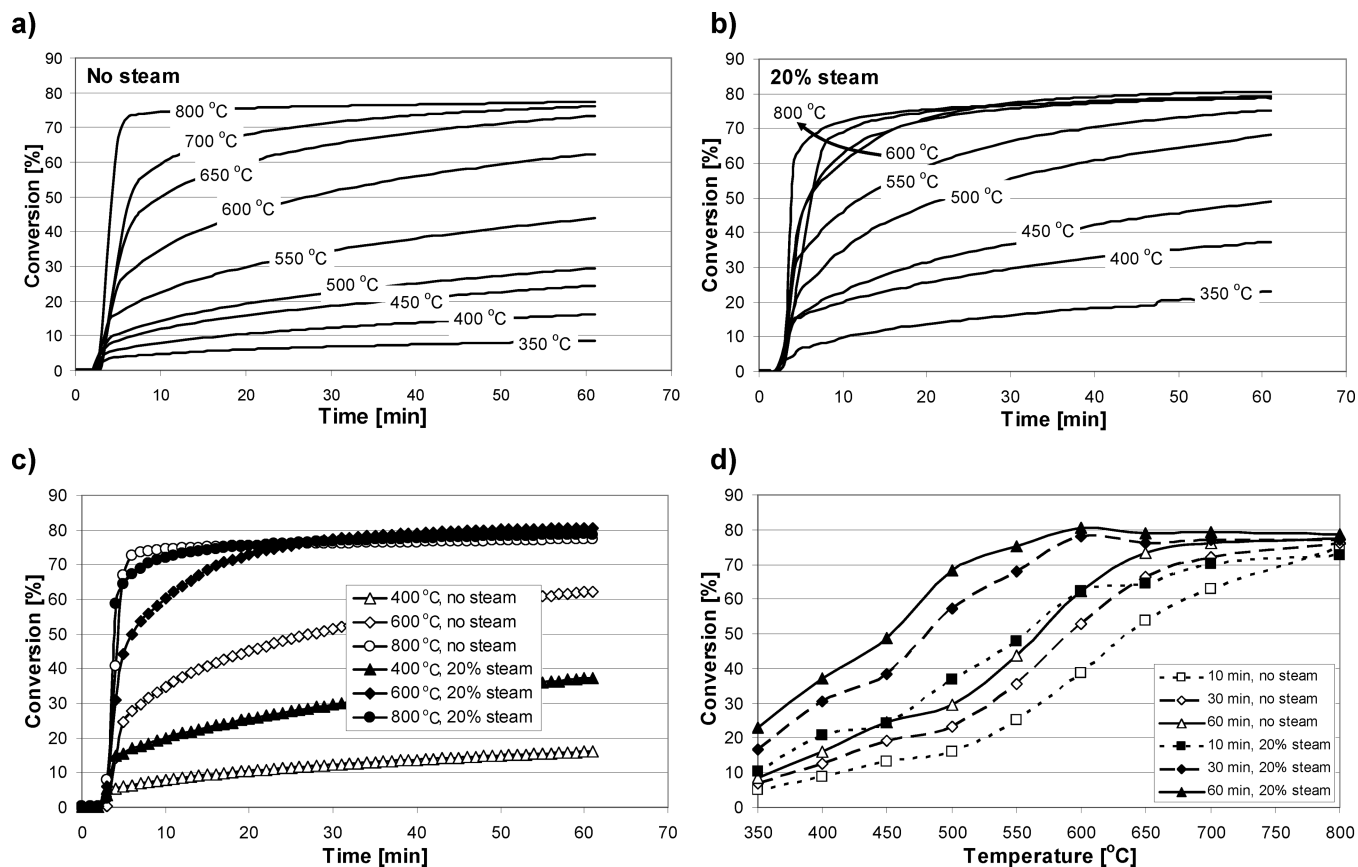 a)
No steam
Conversion [%]
90
80
70
60
50
40
30
20
10
0
800 °C
700 °C
650 °C
600 °C
550 °C
500 °C
450 °C
400 °C
350 °C
0 10 20 30 40 50 60 70
Time [min]
b)
20% steam
Conversion [%]
90
80
70
60
50
40
30
20
10
0
800 °C
600 °C
550 °C
500 °C
450 °C
400 °C
350 °C
0 10 20 30 40 50 60 70
Time [min]
c)
Conversion [%]
90
80
70
60
50
40
30
20
10
0
400 °C, no steam
600 °C, no steam
800 °C, no steam
400 °C, 20% steam
600 °C, 20% steam
800 °C, 20% steam
0 10 20 30 40 50 60 70
Time [min]
d)
Conversion [%]
90
80
70
60
50
40
30
20
10
0
10 min, no steam
30 min, no steam
60 min, no steam
10 min, 20% steam
30 min, 20% steam
60 min, 20% steam
350 400 450 500 550 600 650 700 800
Temperature [°C]